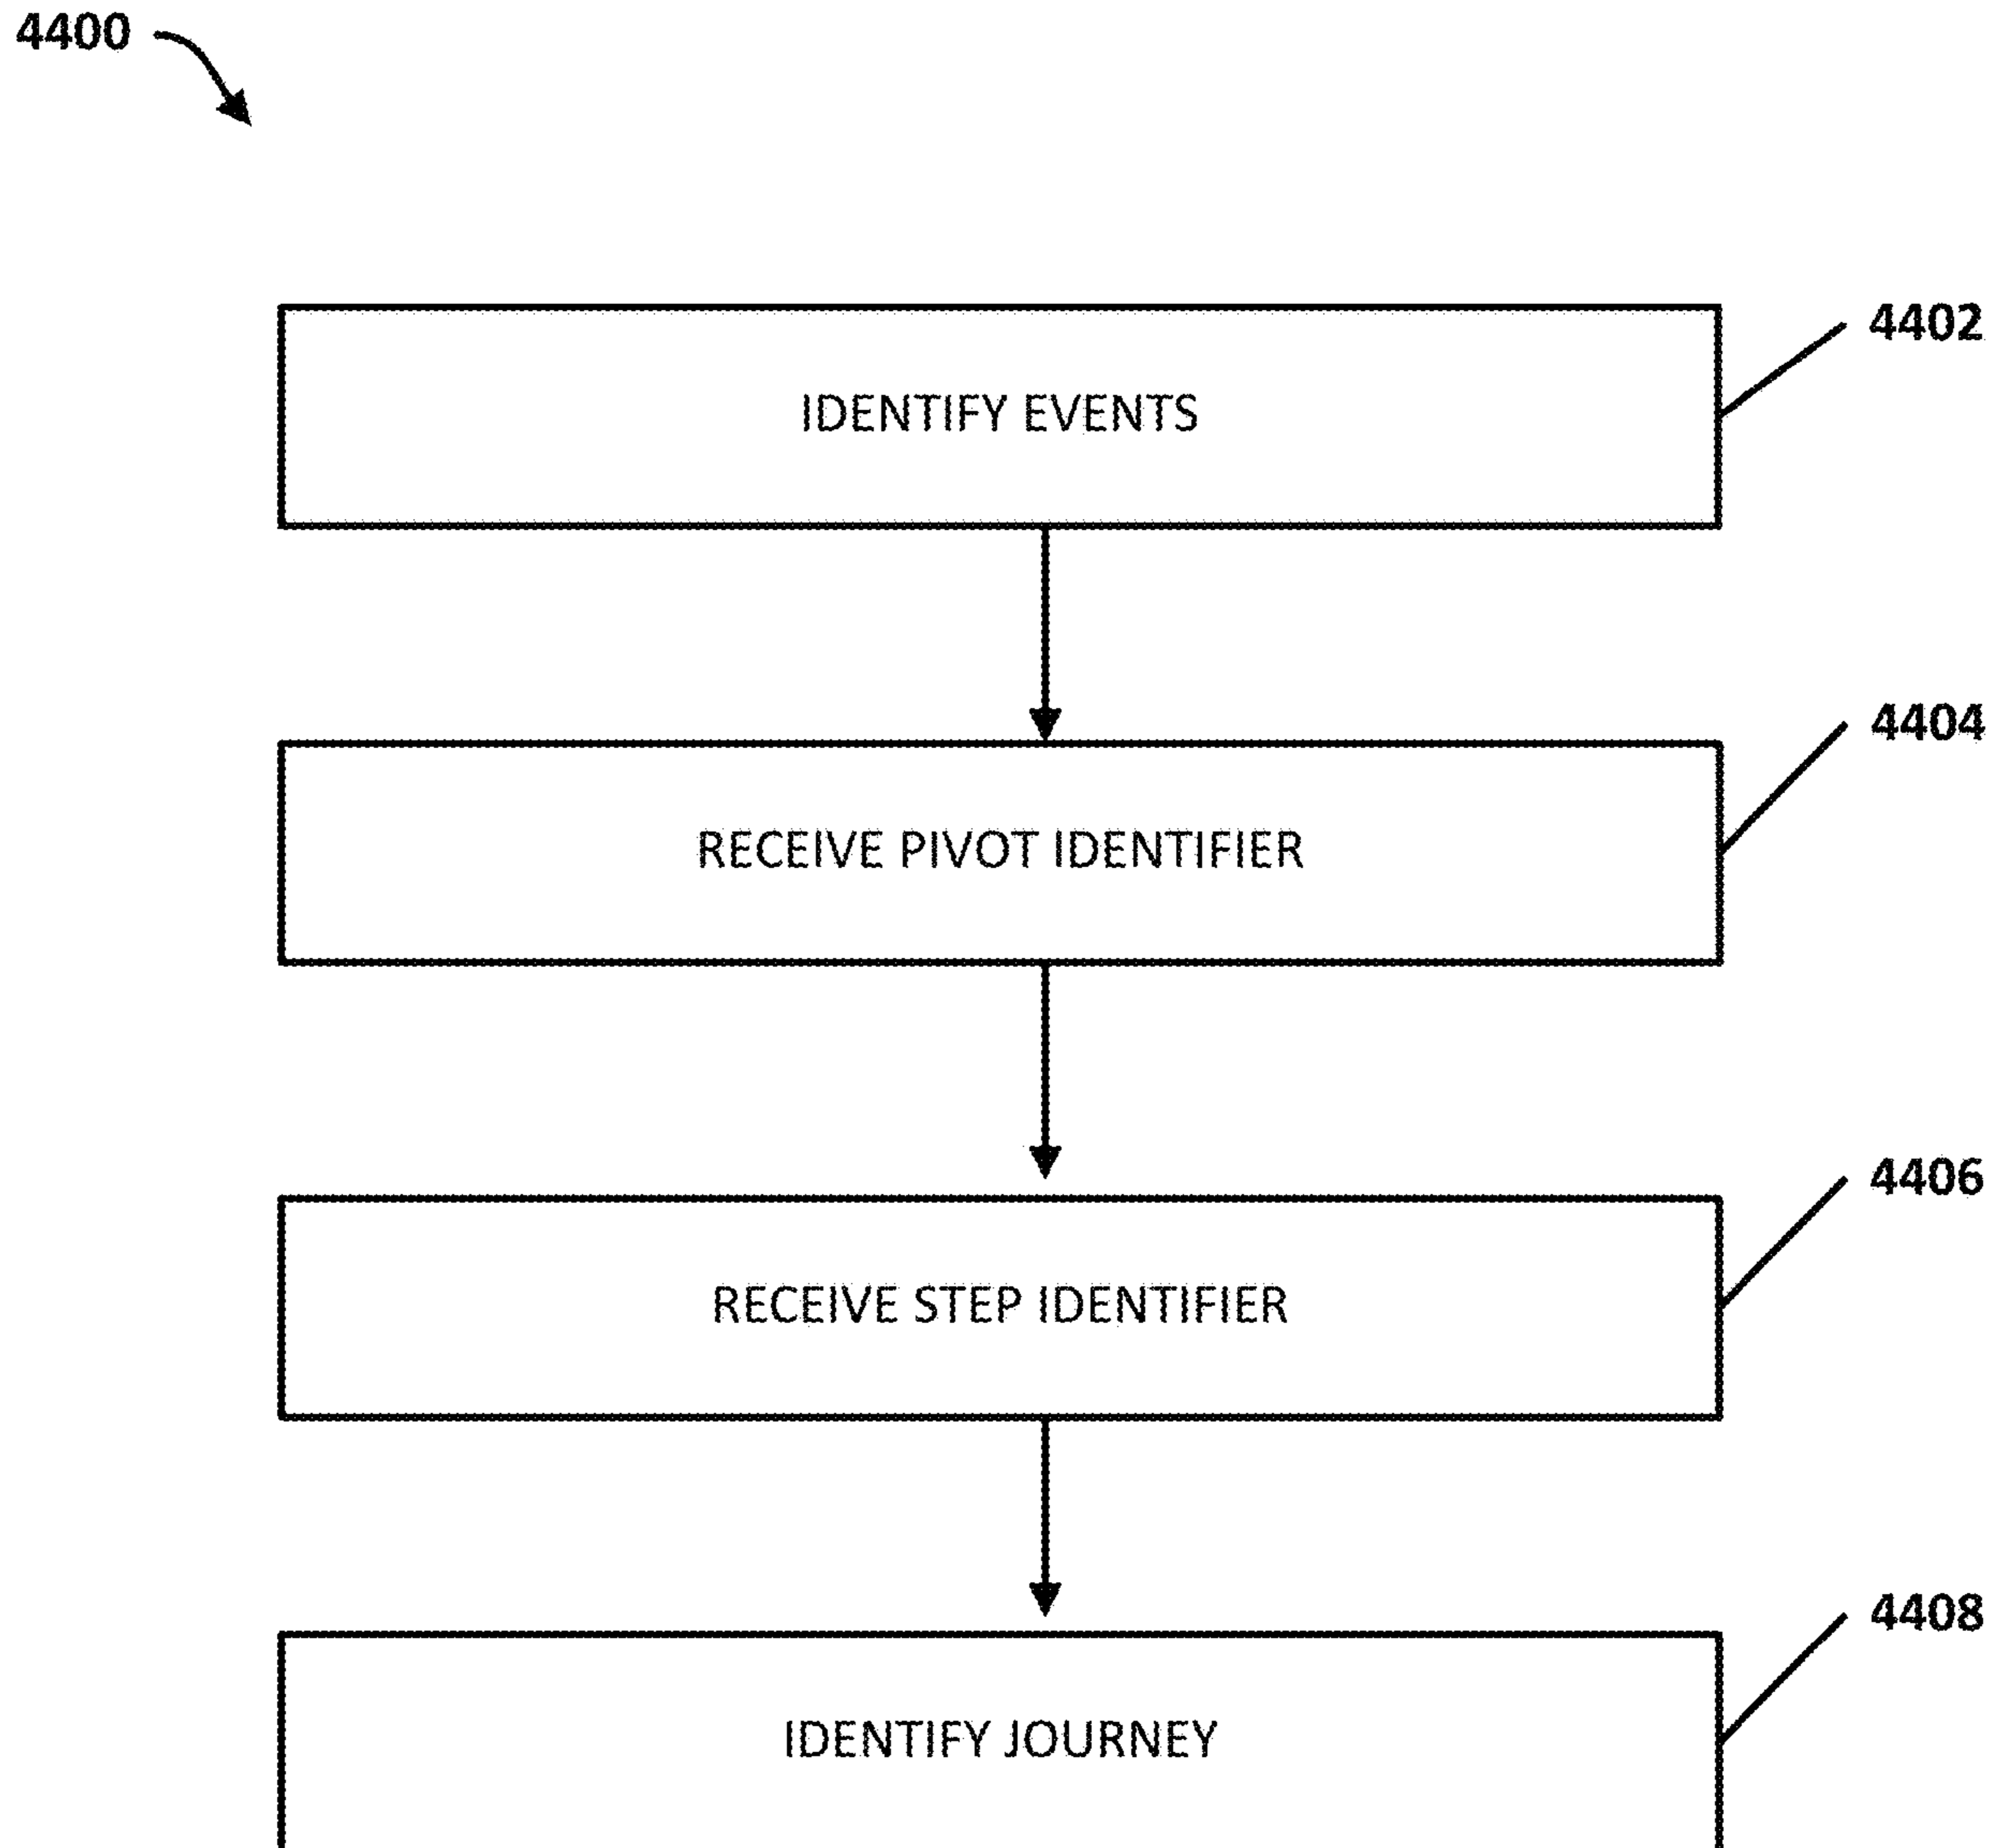 4400
4402
IDENTIFY EVENTS
4404
RECEIVE PIVOT IDENTIFIER
4406
RECEIVE STEP IDENTIFIER
4408
IDENTIFY JOURNEY